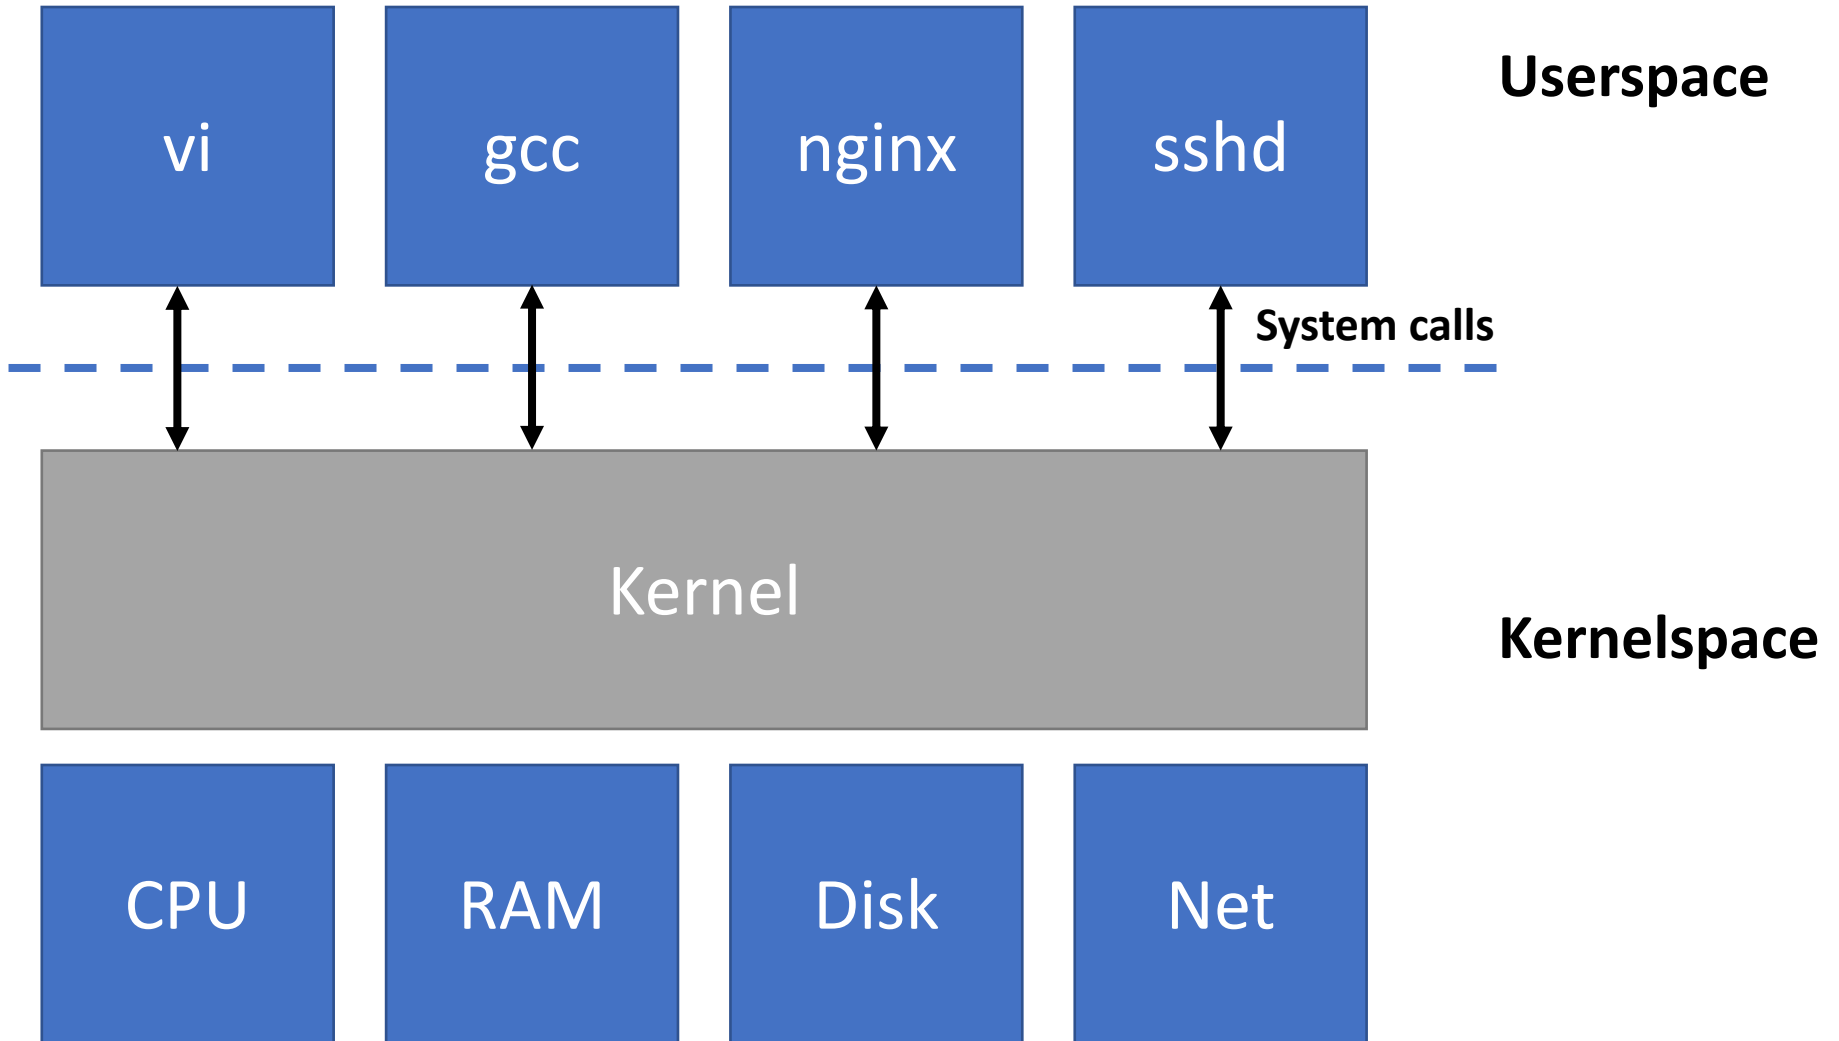 vi
gcc
nginx
sshd
Userspace
System calls
Kernel
Kernelspace
CPU
RAM
Disk
Net